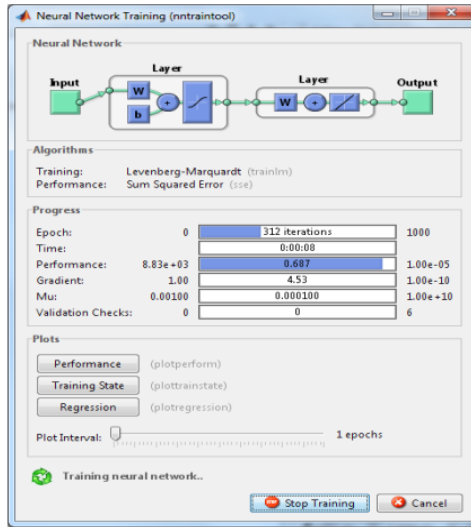 Neural Network Training (nntraintool)
Neural Network
Layer
Layer
Input
Output
W
b
+
W
+
Algorithms
Training: Levenberg-Marquardt (trainlm)
Performance: Sum Squared Error (sse)
Progress
Epoch: 0 312 iterations 1000
Time: 0:00:08
Performance: 8.83e+03 0.687 1.00e-05
Gradient: 1.00 4.53 1.00e-10
Mu: 0.00100 0.000100 1.00e+10
Validation Checks: 0 0 6
Plots
Performance (plotperform)
Training State (plottrainstate)
Regression (plotregression)
Plot Interval: 1 epochs
Training neural network..
Stop Training Cancel